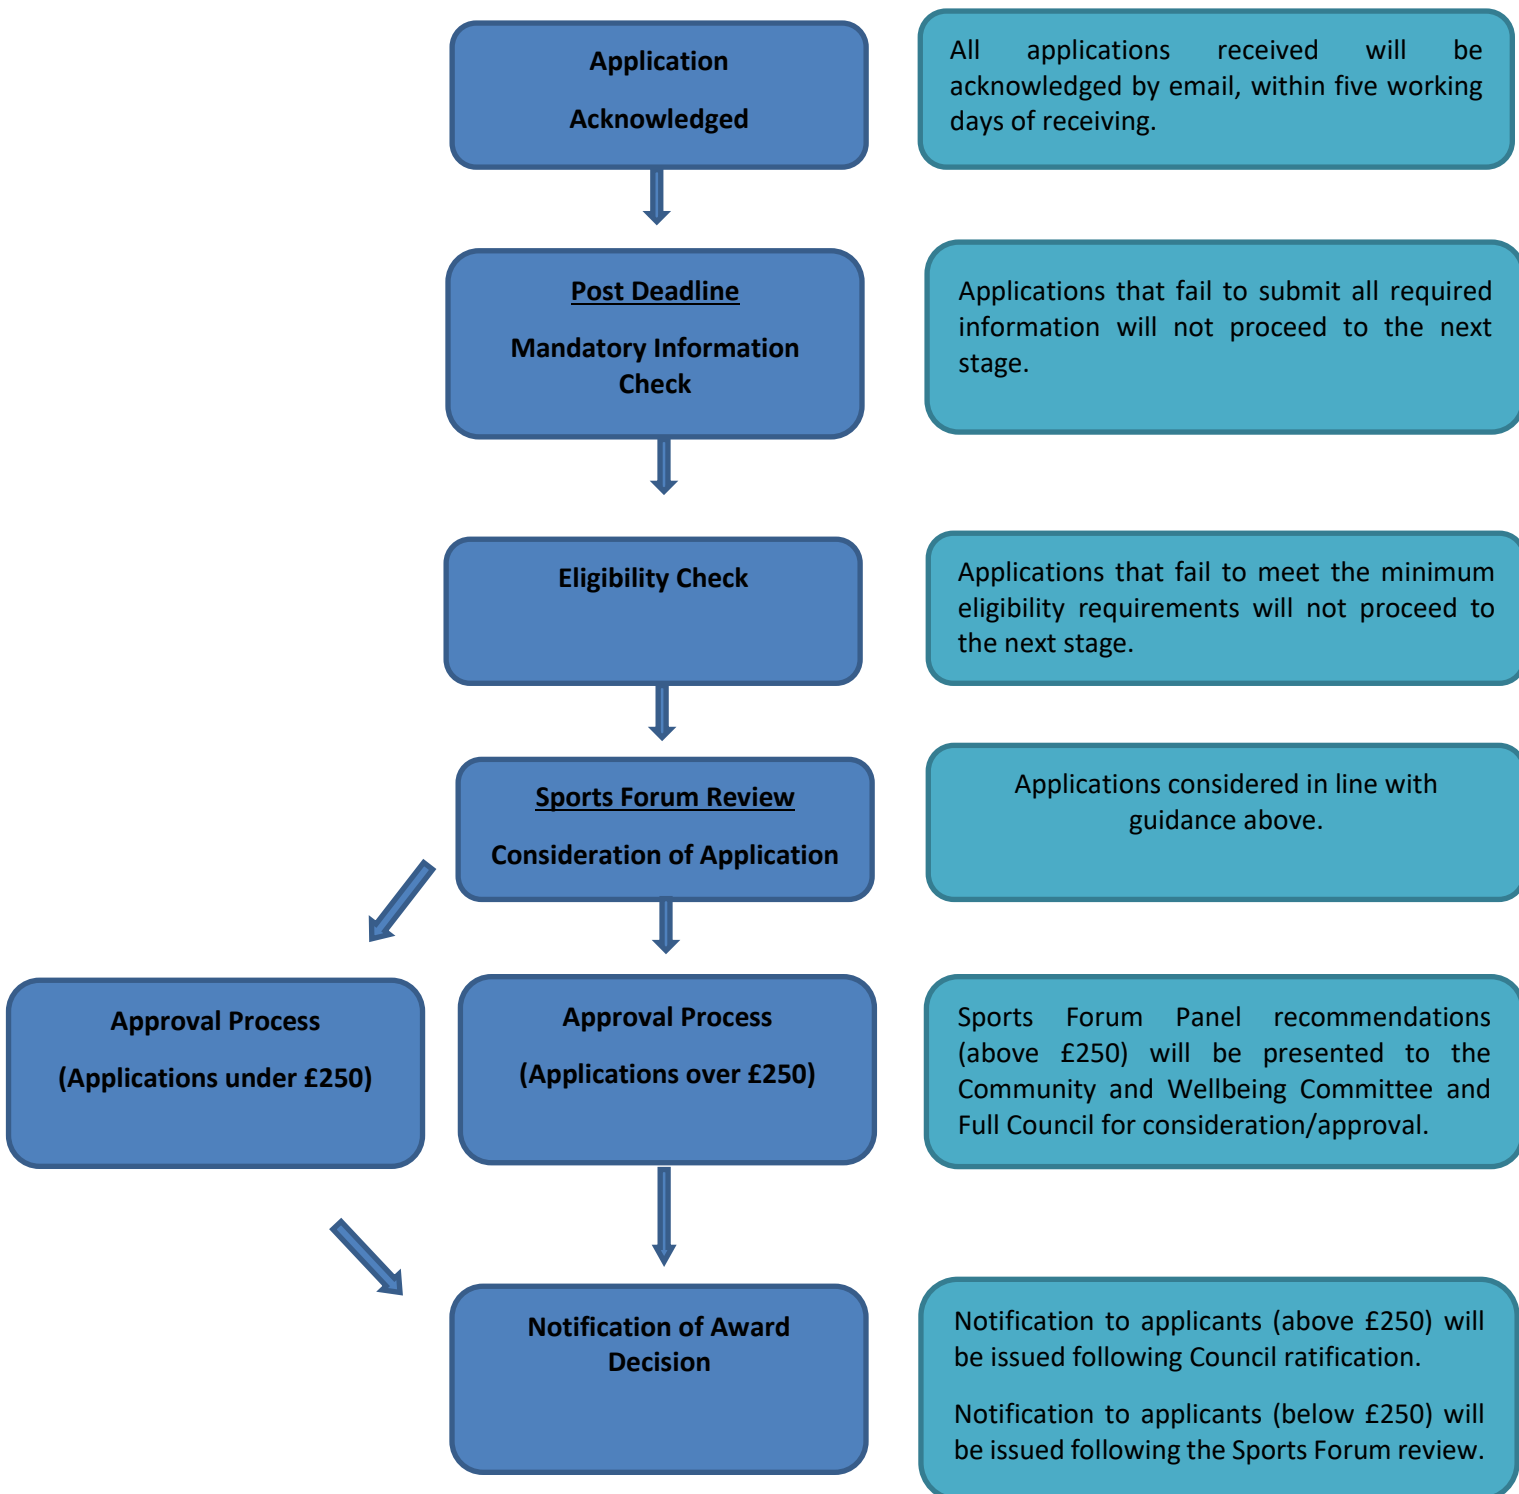 Application
Acknowledged
All applications received will be
acknowledged by email, within five working
days of receiving.
Post Deadline
Mandatory Information
Check
Applications that fail to submit all required
information will not proceed to the next
stage.
Eligibility Check
Applications that fail to meet the minimum
eligibility requirements will not proceed to
the next stage.
Sports Forum Review
Consideration of Application
Applications considered in line with
guidance above.
Approval Process
(Applications under £250)
Approval Process
(Applications over £250)
Sports Forum Panel recommendations
(above £250) will be presented to the
Community and Wellbeing Committee and
Full Council for consideration/approval.
Notification of Award
Decision
Notification to applicants (above £250) will
be issued following Council ratification.
Notification to applicants (below £250) will
be issued following the Sports Forum review.